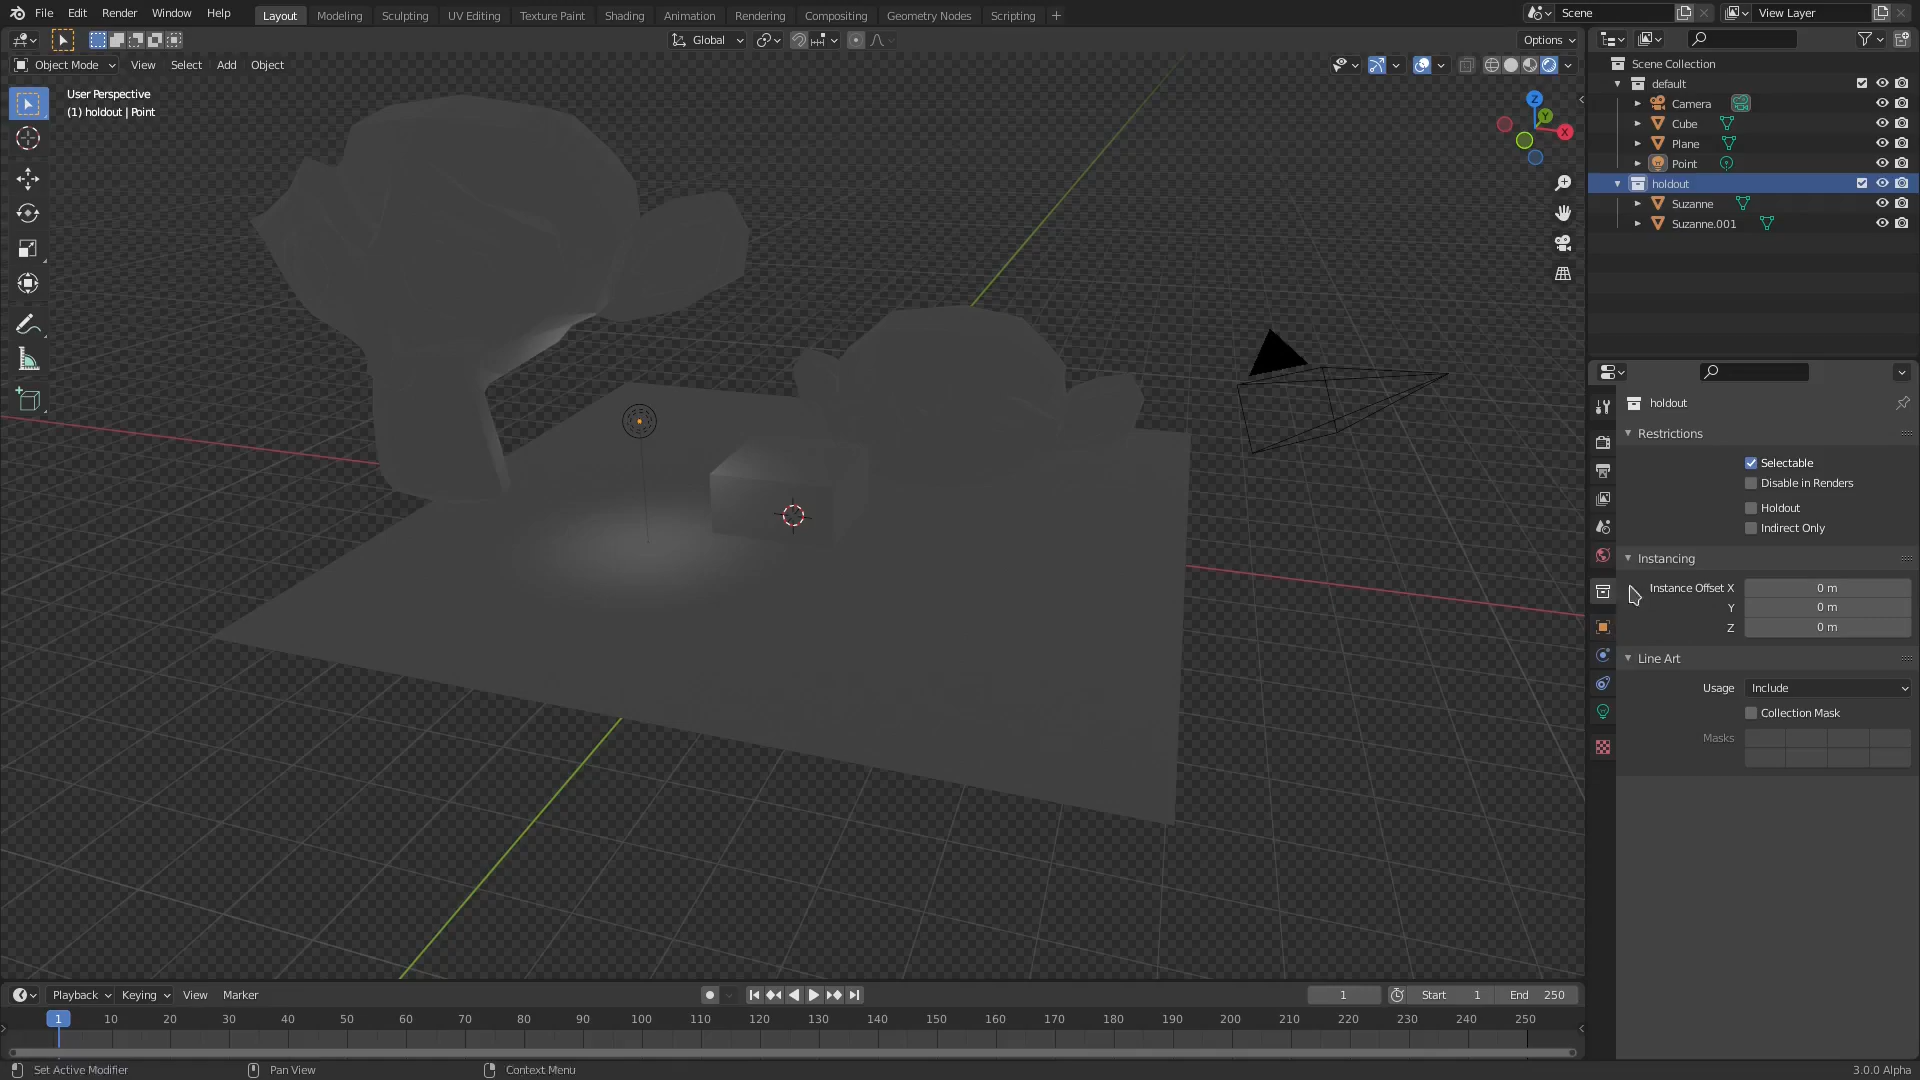 File Edit Render Window Help Layout Modeling Sculpting UV Editing Texture Paint Shading Animation Rendering Compositing Geometry Nodes Scripting + Scene View Layer
Global Options
Object Mode View Select Add Object
User Perspective
(1) holdout | Point
Z
Y
X
Scene Collection
default
Camera
Cube
Plane
Point
holdout
Suzanne
Suzanne.001
holdout
Restrictions
Selectable
Disable in Renders
Holdout
Indirect Only
Instancing
Instance Offset X 0 m
Y 0 m
Z 0 m
Line Art
Usage Include
Collection Mask
Masks
Playback Keying View Marker 1 Start 1 End 250
1 10 20 30 40 50 60 70 80 90 100 110 120 130 140 150 160 170 180 190 200 210 220 230 240 250
Set Active Modifier Pan View Context Menu 3.0.0 Alpha